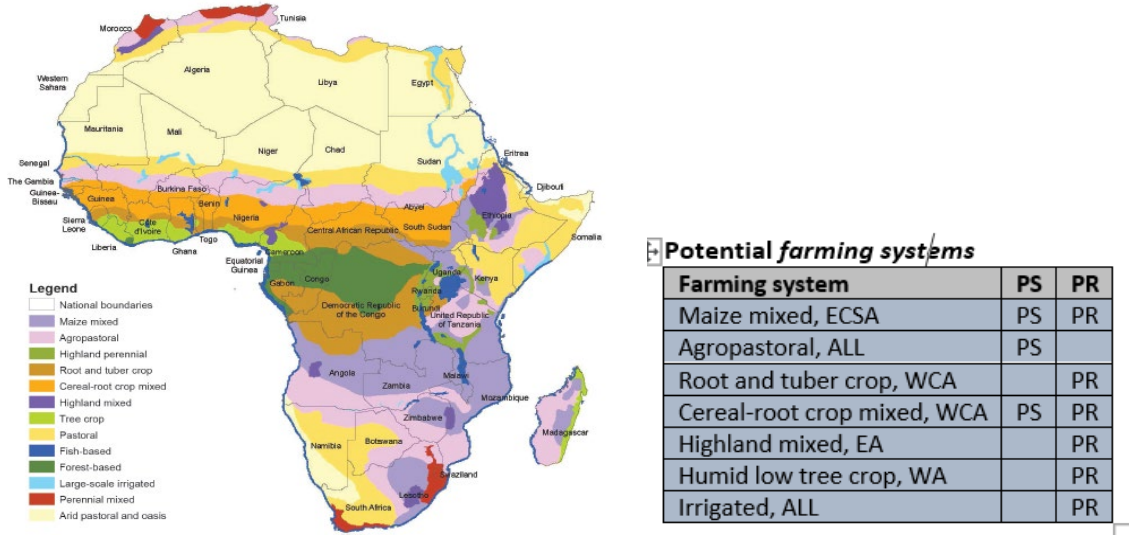 Morocco
Tunisia
Algeria
Libya
Egypt
Western
Sahara
Mauritania
Mali
Niger
Chad
Sudan
Eritrea
Senegal
The Gambia
Guinea-
Bissau
Burkina Faso
Djibouti
Guinea
Benin
Nigeria
Abyei
Ethiopia
Sierra
Leone
Côte
d'Ivoire
Central African Republic
South Sudan
Somalia
Liberia
Ghana
Togo
Cameroon
Equatorial
Guinea
Gabon
Congo
Uganda
Kenya
Rwanda
Burundi
Democratic Republic
of the Congo
United Republic
of Tanzania
Angola
Zambia
Malawi
Mozambique
Zimbabwe
Madagascar
Namibia
Botswana
Swaziland
Lesotho
South Africa
Legend
National boundaries
Maize mixed
Agropastoral
Highland perennial
Root and tuber crop
Cereal-root crop mixed
Highland mixed
Tree crop
Pastoral
Fish-based
Forest-based
Large-scale irrigated
Perennial mixed
Arid pastoral and oasis
Potential farming systems
Farming system PS PR
Maize mixed, ECSA PS PR
Agropastoral, ALL PS
Root and tuber crop, WCA PR
Cereal-root crop mixed, WCA PS PR
Highland mixed, EA PR
Humid low tree crop, WA PR
Irrigated, ALL PR